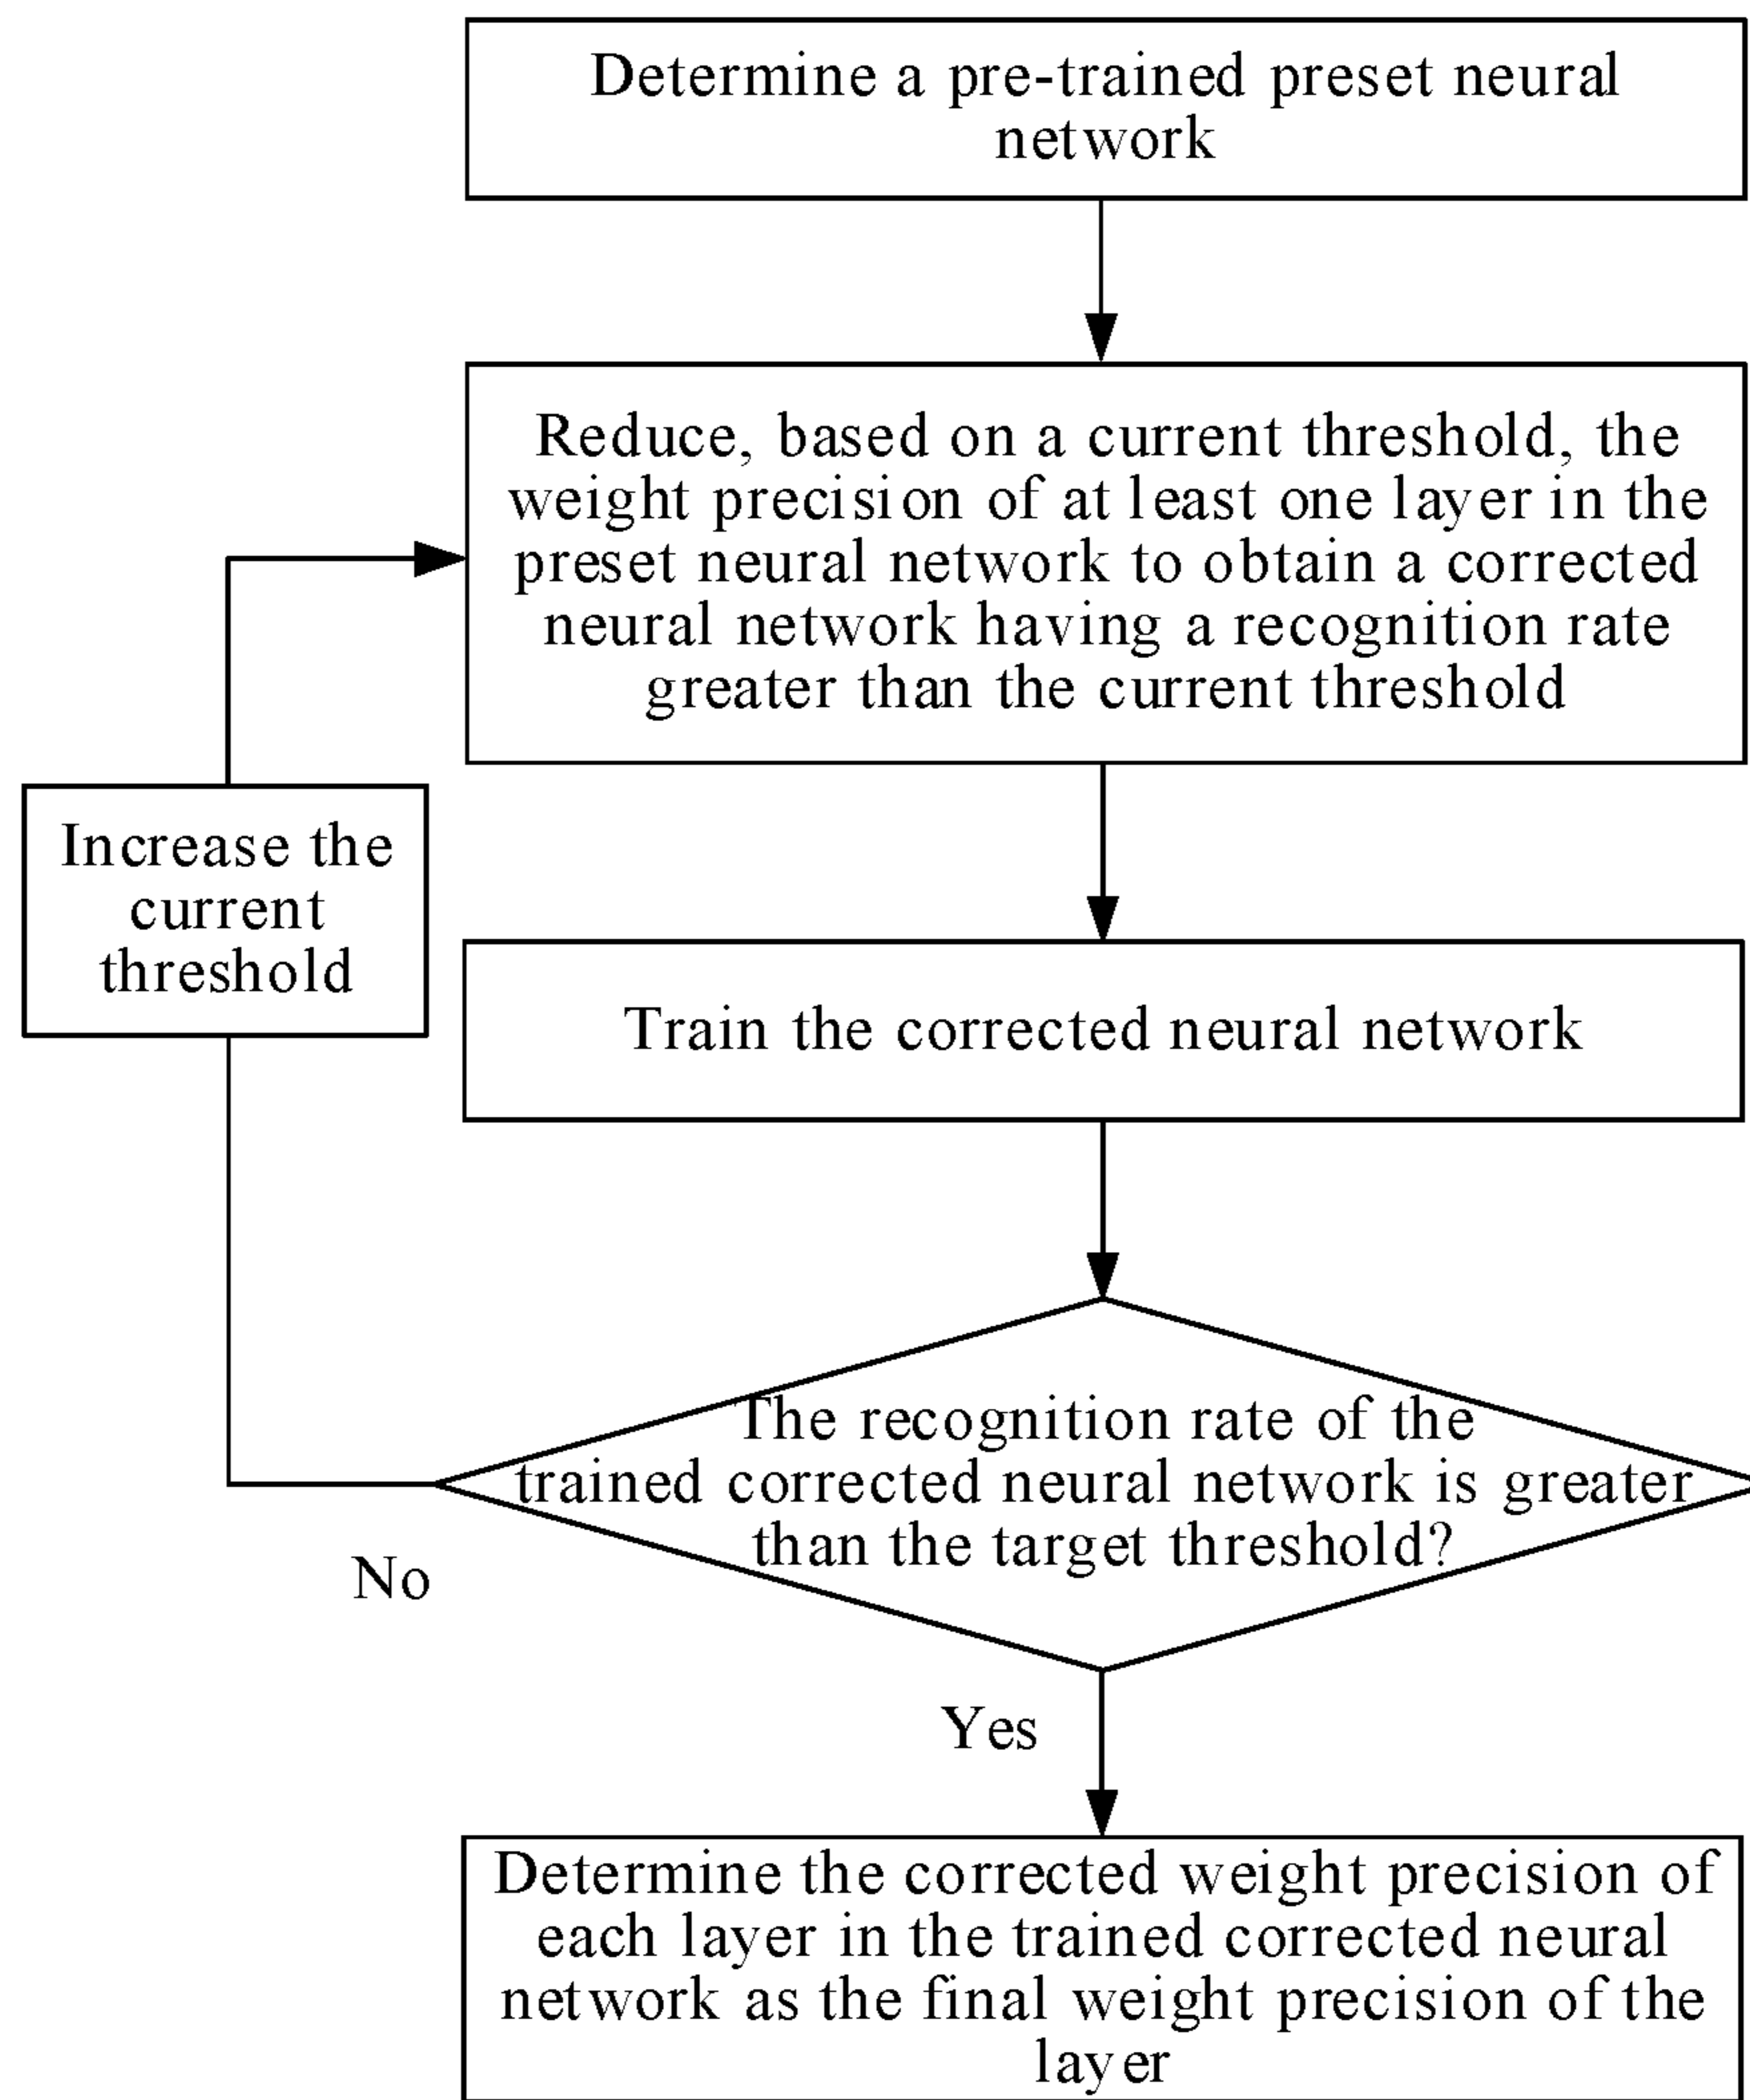 Determine a pre-trained preset neural
network
Reduce, based on a current threshold, the
weight precision of at least one layer in the
preset neural network to obtain a corrected
neural network having a recognition rate
greater than the current threshold
Increase the
current
threshold
Train the corrected neural network
The recognition rate of the
trained corrected neural network is greater
than the target threshold?
No
Yes
Determine the corrected weight precision of
each layer in the trained corrected neural
network as the final weight precision of the
layer